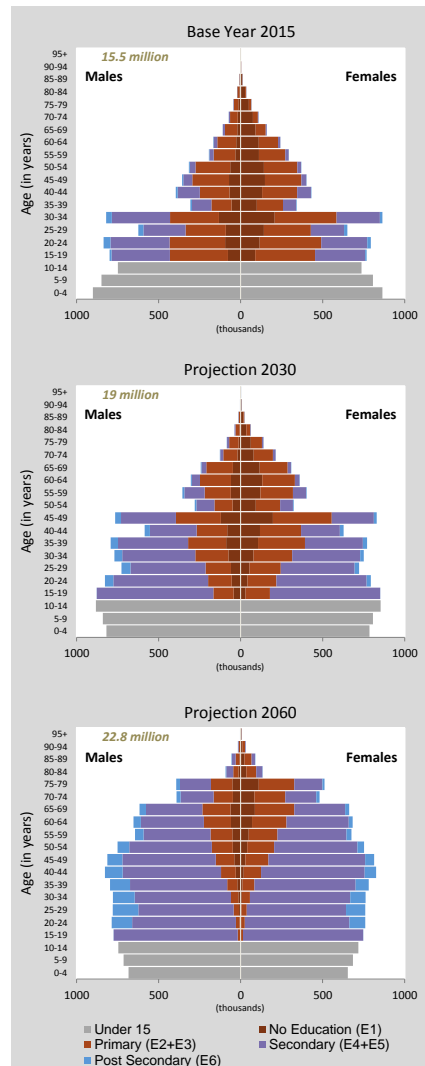 Base Year 2015
15.5 million
Males
Females
Age (in years)
95+
90-94
85-89
80-84
75-79
70-74
65-69
60-64
55-59
50-54
45-49
40-44
35-39
30-34
25-29
20-24
15-19
10-14
5-9
0-4
1000 500 0 500 1000
(thousands)
Projection 2030
19 million
Males
Females
Age (in years)
95+
90-94
85-89
80-84
75-79
70-74
65-69
60-64
55-59
50-54
45-49
40-44
35-39
30-34
25-29
20-24
15-19
10-14
5-9
0-4
1000 500 0 500 1000
(thousands)
Projection 2060
22.8 million
Males
Females
Age (in years)
95+
90-94
85-89
80-84
75-79
70-74
65-69
60-64
55-59
50-54
45-49
40-44
35-39
30-34
25-29
20-24
15-19
10-14
5-9
0-4
1000 500 0 500 1000
(thousands)
Under 15
No Education (E1)
Primary (E2+E3)
Secondary (E4+E5)
Post Secondary (E6)